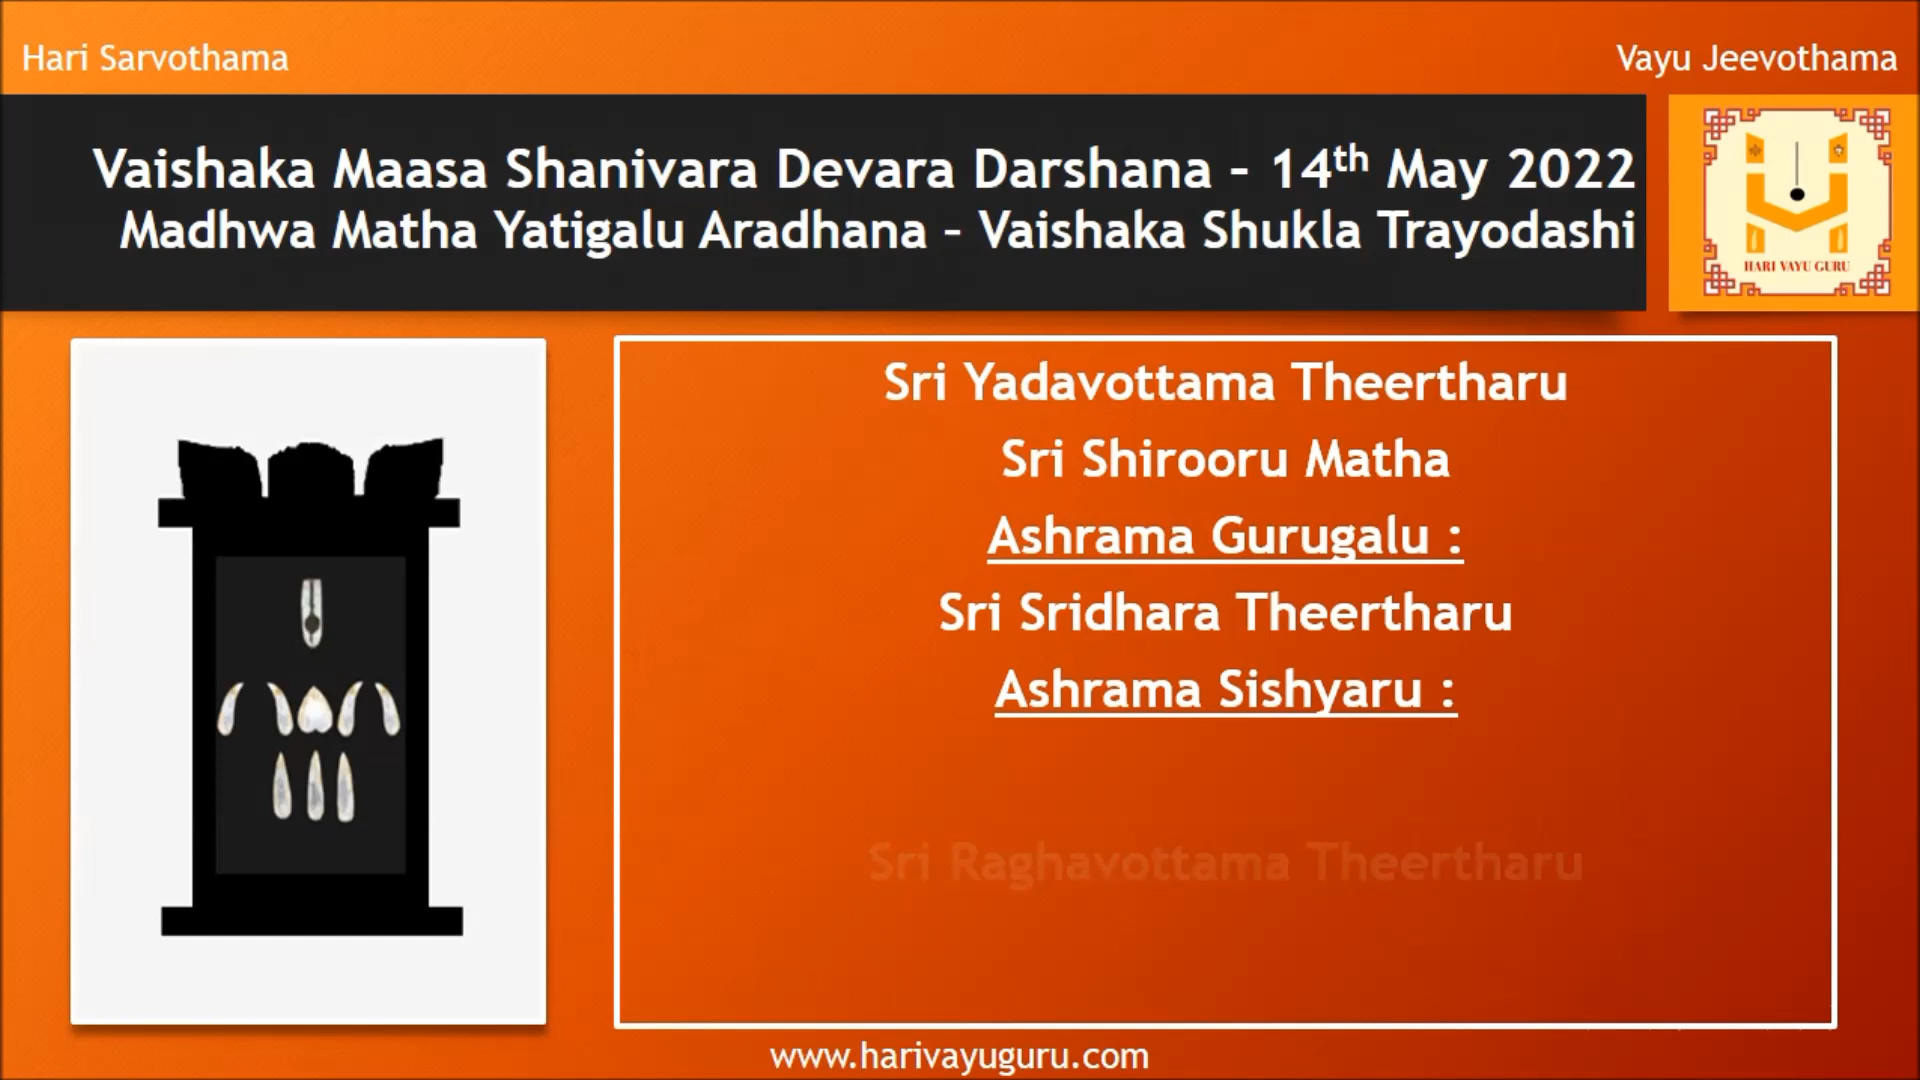 Hari Sarvothama
Vayu Jeevothama
Vaishaka Maasa Shanivara Devara Darshana – 14th May 2022
Madhwa Matha Yatigalu Aradhana – Vaishaka Shukla Trayodashi
HARI VAYU GURU
Sri Yadavottama Theertharu
Sri Shirooru Matha
Ashrama Gurugalu :
Sri Sridhara Theertharu
Ashrama Sishyaru :
Sri Raghavottama Theertharu
www.harivayuguru.com